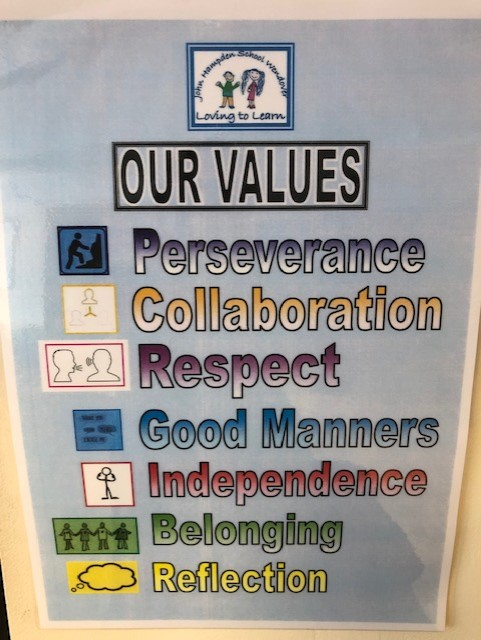 John Hampden School Wendover
Loving to Learn
OUR VALUES
Perseverance
Collaboration
Respect
Good Manners
Independence
Belonging
Reflection